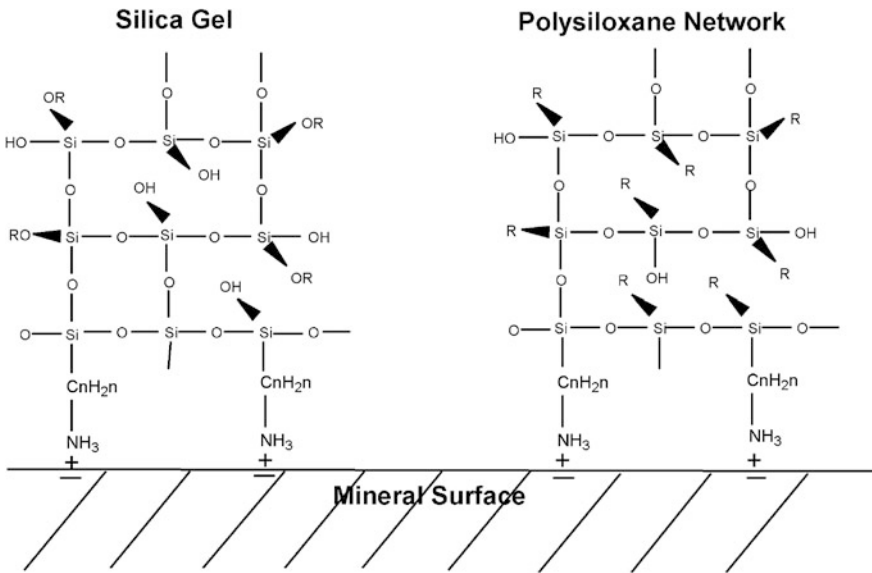 Silica Gel
O O
OR OR
HO Si O Si O Si
OH
OH
O O
RO Si O Si O Si OH
OR
O O OH
O Si O Si O Si O
CnH₂n CnH₂n
NH₃ NH₃
+ +
− −
Polysiloxane Network
O O
R R
HO Si O Si O Si
R
R
O O
R Si O Si O Si OH
OH R
O R R
O Si O Si O Si O
CnH₂n CnH₂n
NH₃ NH₃
+ +
− −
Mineral Surface